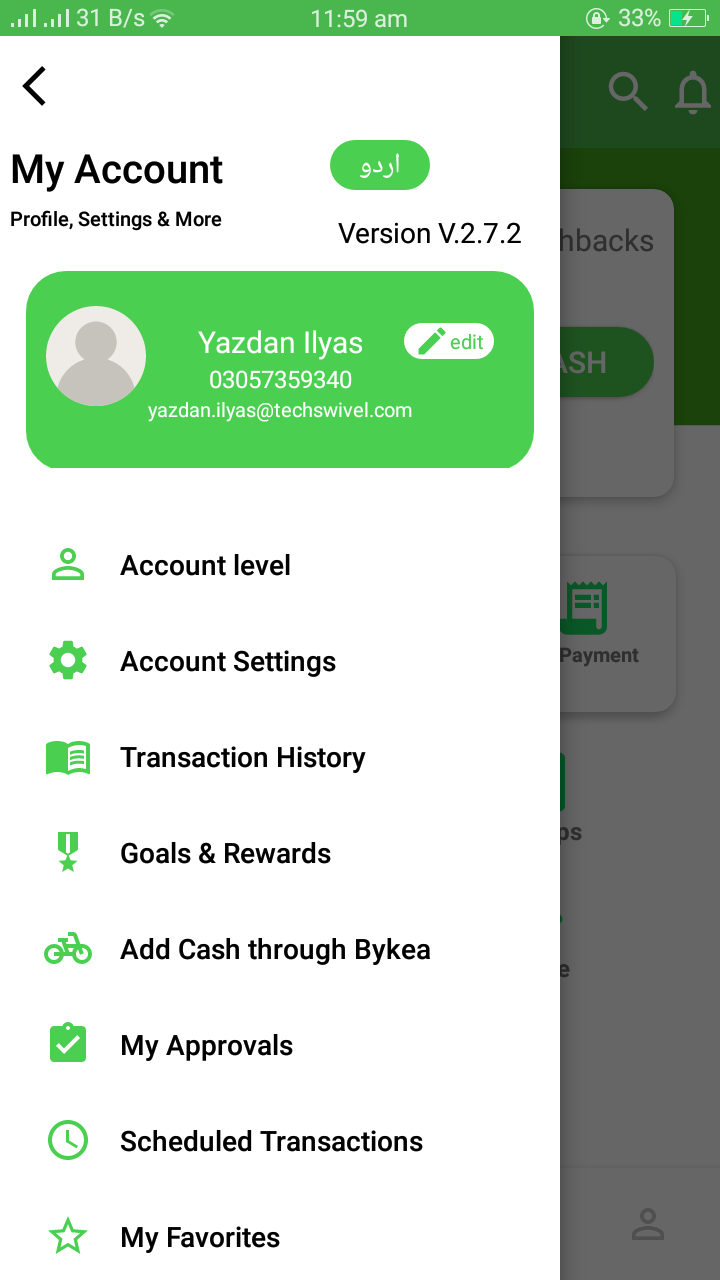 31 B/s 11:59 am 33%
My Account
اردو
Profile, Settings & More
Version V.2.7.2
hbacks
Yazdan Ilyas
edit
ASH
03057359340
yazdan.ilyas@techswivel.com
Account level
Account Settings
Payment
Transaction History
ps
Goals & Rewards
Add Cash through Bykea
e
My Approvals
Scheduled Transactions
My Favorites